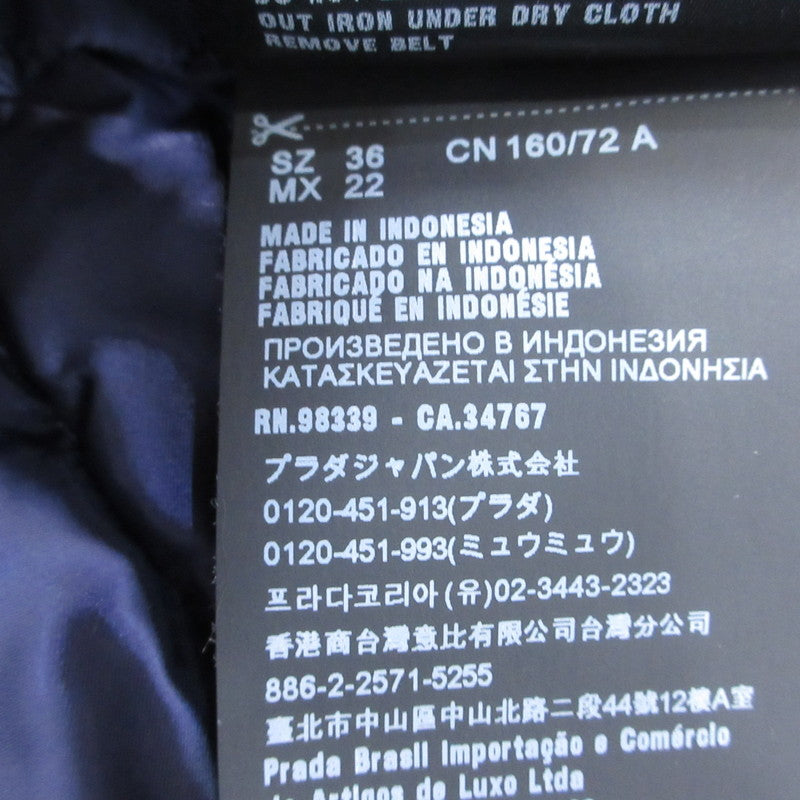 OUT IRON UNDER DRY CLOTH
REMOVE BELT
SZ 36 CN 160/72 A
MX 22
MADE IN INDONESIA
FABRICADO EN INDONESIA
FABRICADO NA INDONÉSIA
FABRIQUÉ EN INDONÉSIE
ПРОИЗВЕДЕНО В ИНДОНЕЗИЯ
ΚΑΤΑΣΚΕΥΑΖΕΤΑΙ ΣΤΗΝ ΙΝΔΟΝΗΣΙΑ
RN.98339 - CA.34767
プラダジャパン株式会社
0120-451-913(プラダ)
0120-451-993(ミュウミュウ)
프라다코리아(유)02-3443-2323
香港商台灣意比有限公司台灣分公司
886-2-2571-5255
臺北市中山區中山北路二段44號12樓A室
Prada Brasil Importação e Comércio
de Artigos de Luxo Ltda